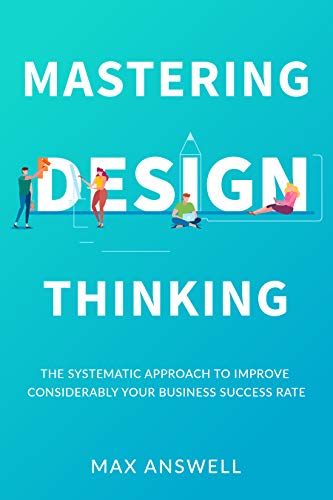 MASTERING
DESIGN
THINKING
THE SYSTEMATIC APPROACH TO IMPROVE
CONSIDERABLY YOUR BUSINESS SUCCESS RATE
MAX ANSWELL